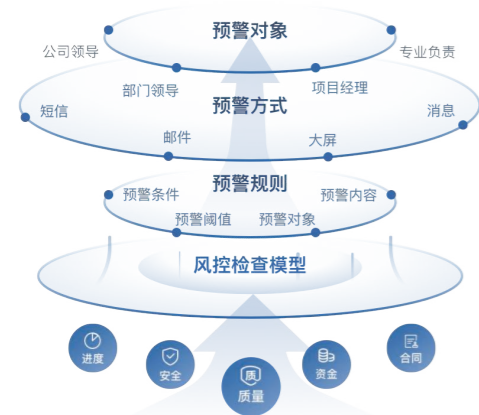 预警对象
公司领导
专业负责
部门领导
项目经理
预警方式
短信
消息
邮件
大屏
预警规则
预警条件
预警内容
预警阈值
预警对象
风控检查模型
进度
安全
质
质量
资金
合同